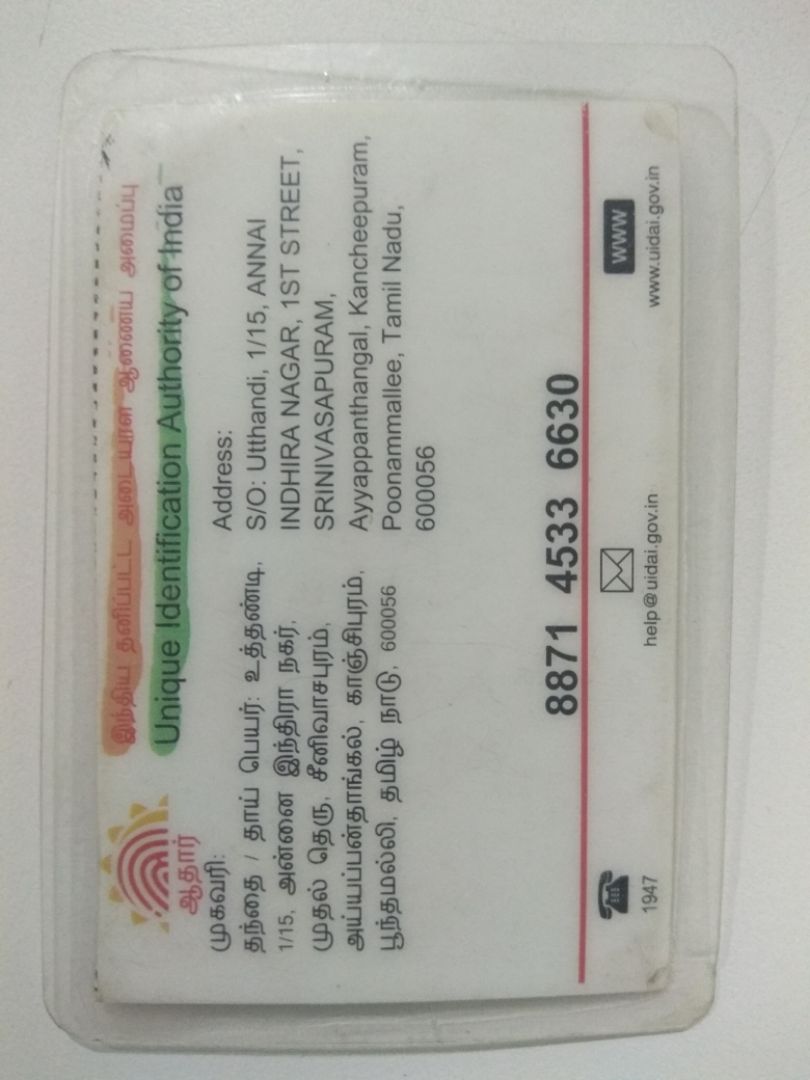 இந்திய தனிப்பட்ட அடையாள ஆணைய அமைப்பு
Unique Identification Authority of India
ஆதார்
முகவரி:
தந்தை / தாய் பெயர்: உத்தண்டி,
1/15, அன்னை இந்திரா நகர்,
முதல் தெரு, சீனிவாசபுரம்,
அய்யப்பன்தாங்கல், காஞ்சிபுரம்,
பூந்தமல்லி, தமிழ் நாடு, 600056
Address:
S/O: Utthandi, 1/15, ANNAI
INDHIRA NAGAR, 1ST STREET,
SRINIVASAPURAM,
Ayyappanthangal, Kancheepuram,
Poonammallee, Tamil Nadu,
600056
8871 4533 6630
1947
help@uidai.gov.in
www
www.uidai.gov.in